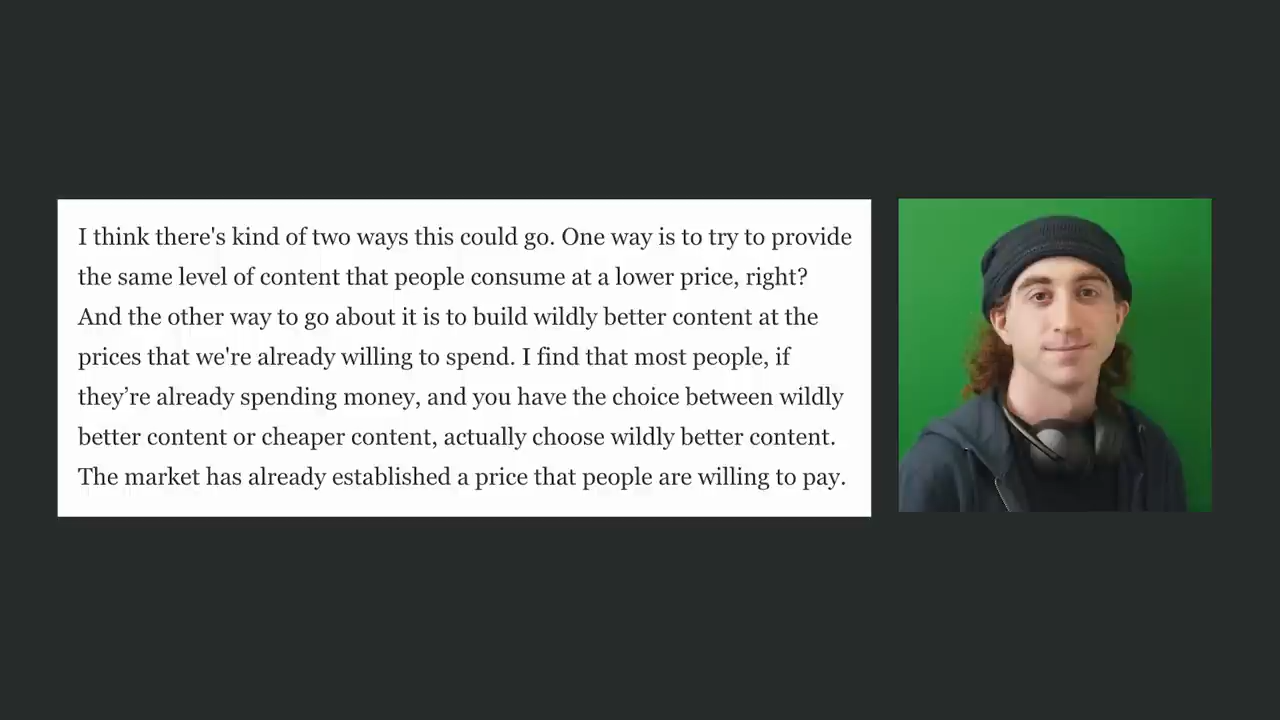 I think there's kind of two ways this could go. One way is to try to provide
the same level of content that people consume at a lower price, right?
And the other way to go about it is to build wildly better content at the
prices that we're already willing to spend. I find that most people, if
they’re already spending money, and you have the choice between wildly
better content or cheaper content, actually choose wildly better content.
The market has already established a price that people are willing to pay.